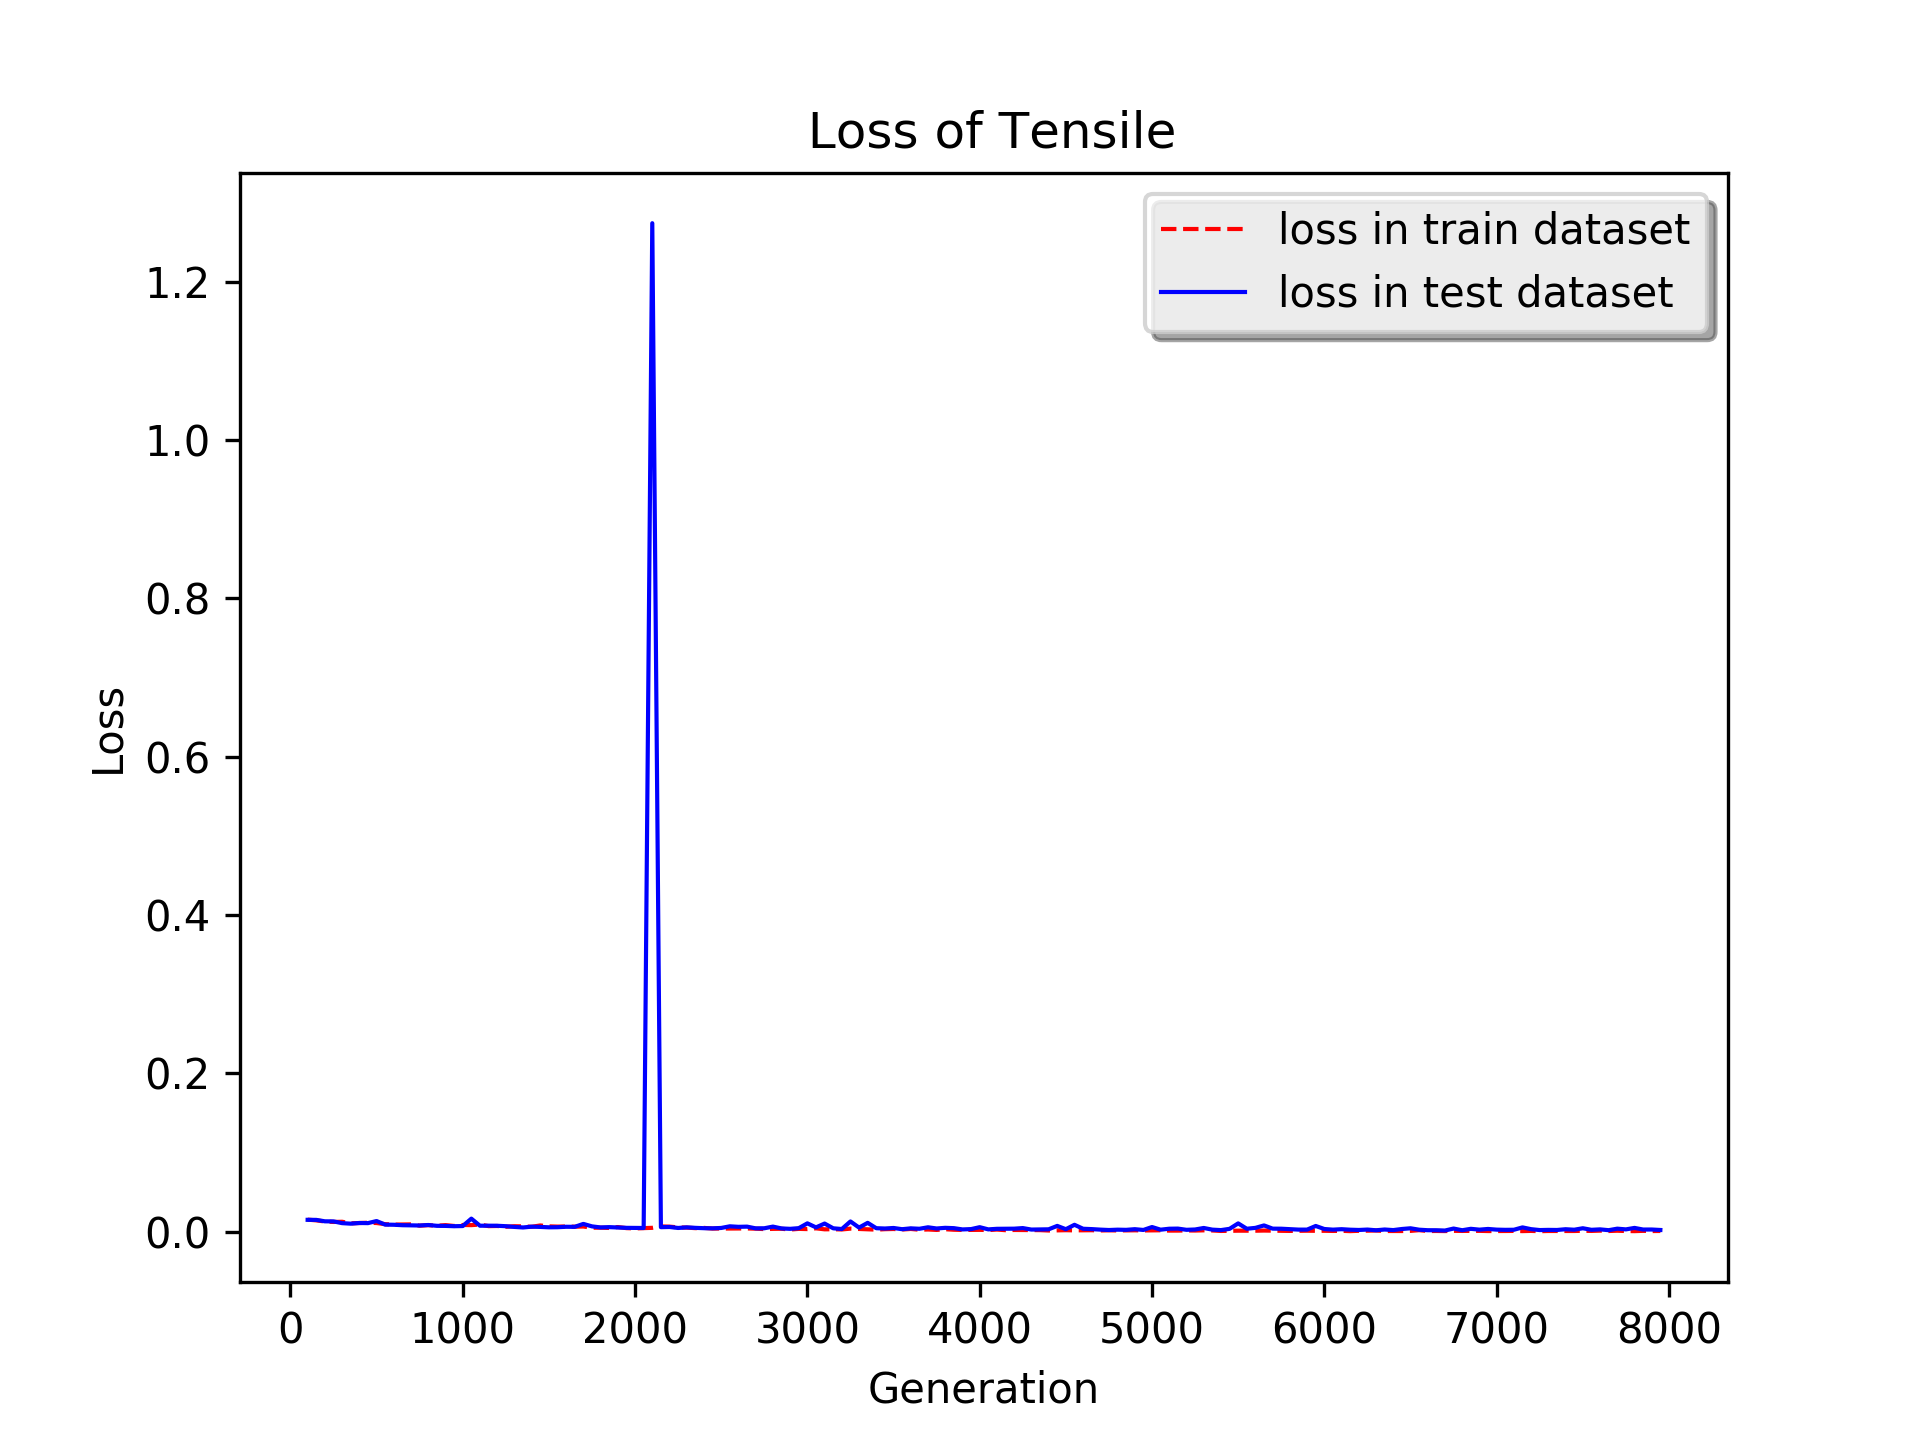 Loss of Tensile
loss in train dataset
loss in test dataset
1.2
1.0
0.8
0.6
0.4
0.2
0.0
Loss
0 1000 2000 3000 4000 5000 6000 7000 8000
Generation